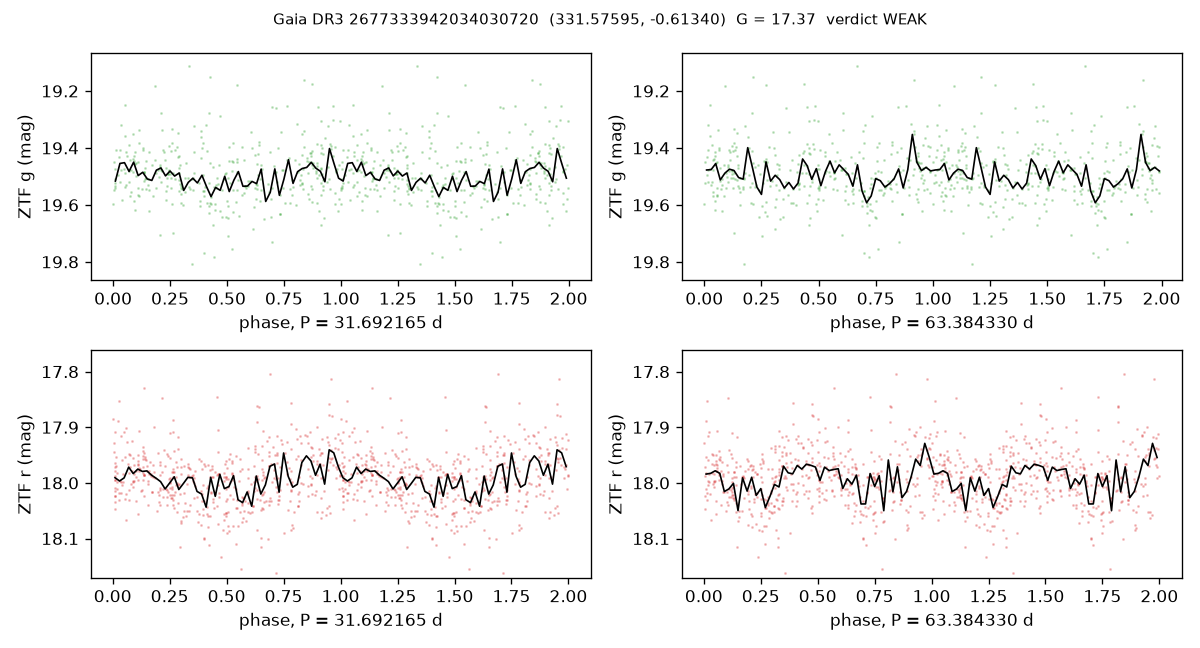 Gaia DR3 2677333942034030720  (331.57595, -0.61340)  G = 17.37  verdict WEAK
ZTF g (mag)
19.2
19.4
19.6
19.8
0.00 0.25 0.50 0.75 1.00 1.25 1.50 1.75 2.00
phase, P = 31.692165 d
ZTF g (mag)
19.2
19.4
19.6
19.8
0.00 0.25 0.50 0.75 1.00 1.25 1.50 1.75 2.00
phase, P = 63.384330 d
ZTF r (mag)
17.8
17.9
18.0
18.1
0.00 0.25 0.50 0.75 1.00 1.25 1.50 1.75 2.00
phase, P = 31.692165 d
ZTF r (mag)
17.8
17.9
18.0
18.1
0.00 0.25 0.50 0.75 1.00 1.25 1.50 1.75 2.00
phase, P = 63.384330 d